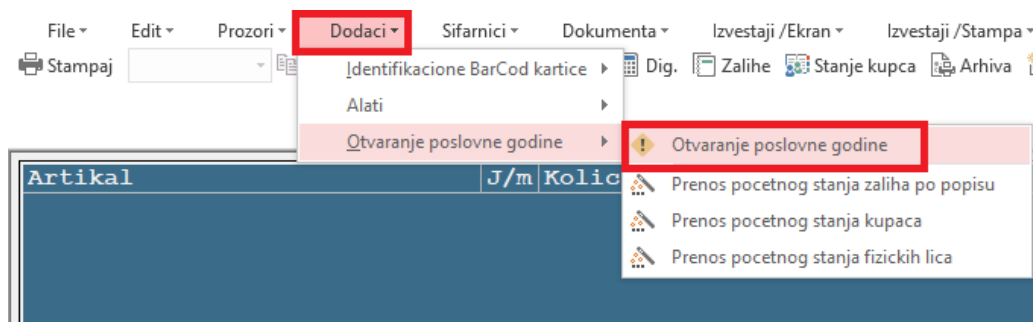 File Edit Prozori Dodaci Sifarnici Dokumenta Izvestaji /Ekran Izvestaji /Stampa
Stampaj Identifikacione BarCod kartice Dig. Zalihe Stanje kupca Arhiva
Alati
Otvaranje poslovne godine Otvaranje poslovne godine
Artikal J/m Kolic Prenos pocetnog stanja zaliha po popisu
Prenos pocetnog stanja kupaca
Prenos pocetnog stanja fizickih lica